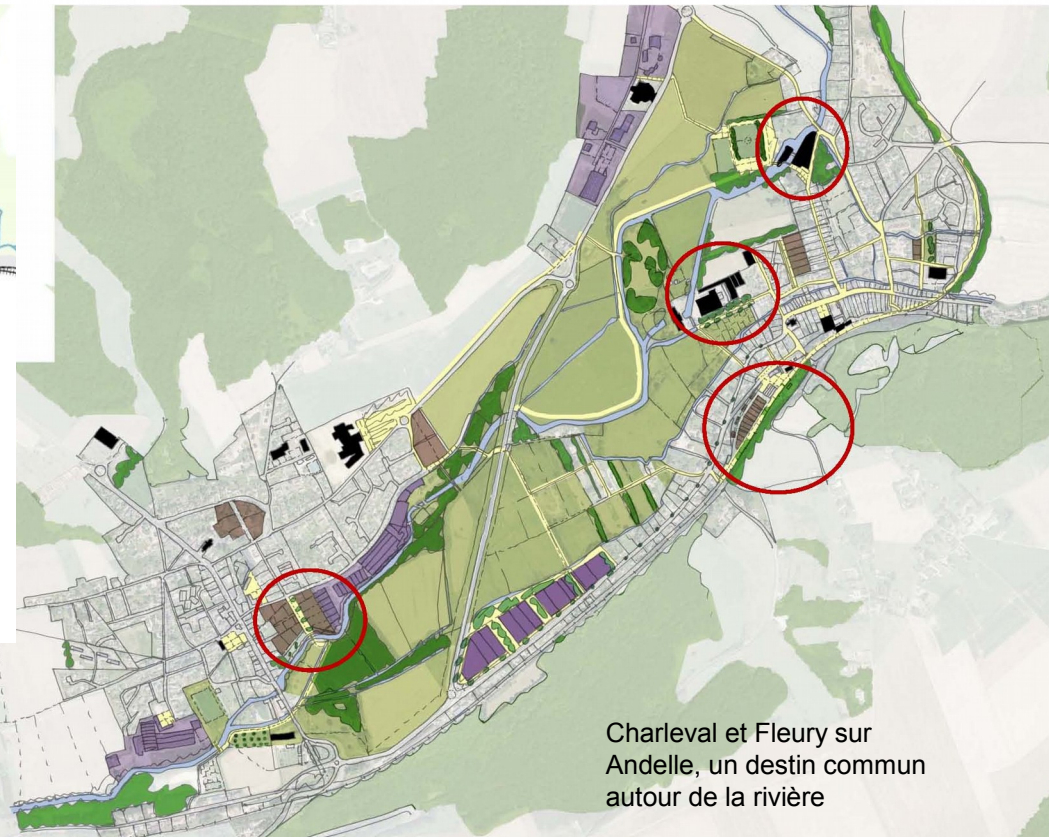 Charleval et Fleury sur
Andelle, un destin commun
autour de la rivière